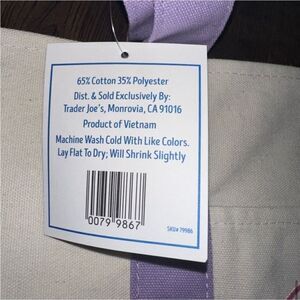 65% Cotton 35% Polyester
Dist. & Sold Exclusively By:
Trader Joe's, Monrovia, CA 91016
Product of Vietnam
Machine Wash Cold With Like Colors.
Lay Flat To Dry; Will Shrink Slightly
0079 9867
SKU# 79986